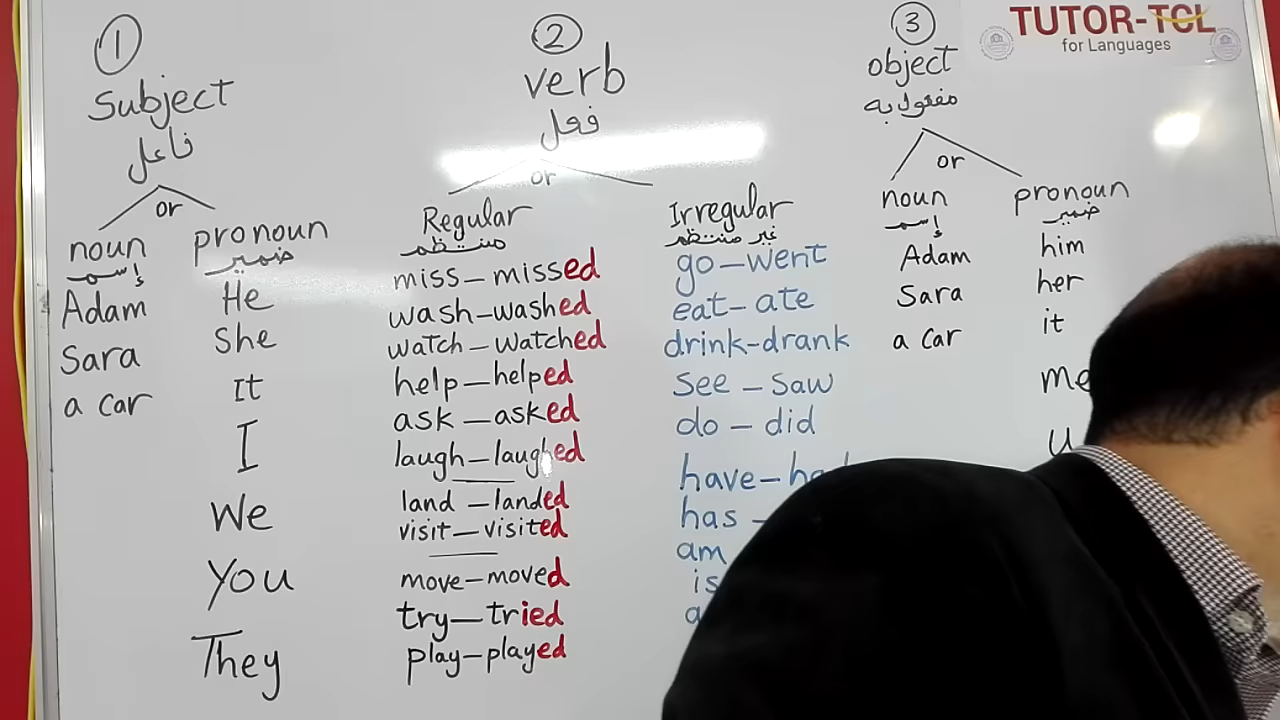 TUTOR-TCL
for Languages
1
Subject
فاعل
or
noun
إسم
Adam
Sara
a car
pronoun
ضمير
He
She
It
I
We
You
They
2
verb
فعل
or
Regular
منتظم
miss – missed
wash – washed
watch – watched
help – helped
ask – asked
laugh – laughed
land – landed
visit – visited
move – moved
try – tried
play – played
Irregular
غير منتظم
go – went
eat – ate
drink – drank
see – saw
do – did
have –
has –
am
is
3
object
مفعول به
or
noun
إسم
Adam
Sara
a car
pronoun
ضمير
him
her
it
me